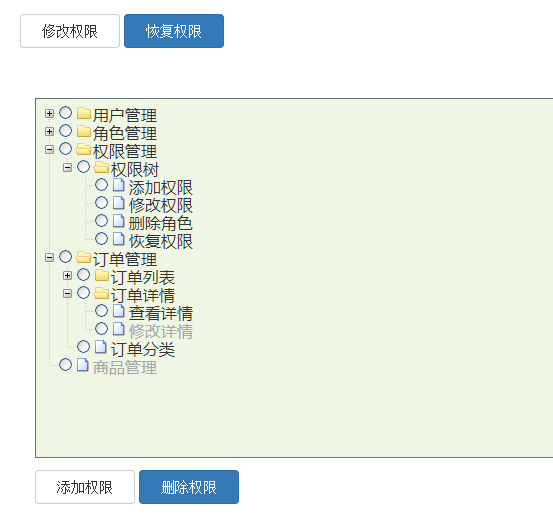 修改权限 恢复权限
用户管理
角色管理
权限管理
权限树
添加权限
修改权限
删除角色
恢复权限
订单管理
订单列表
订单详情
查看详情
修改详情
订单分类
商品管理
添加权限 删除权限